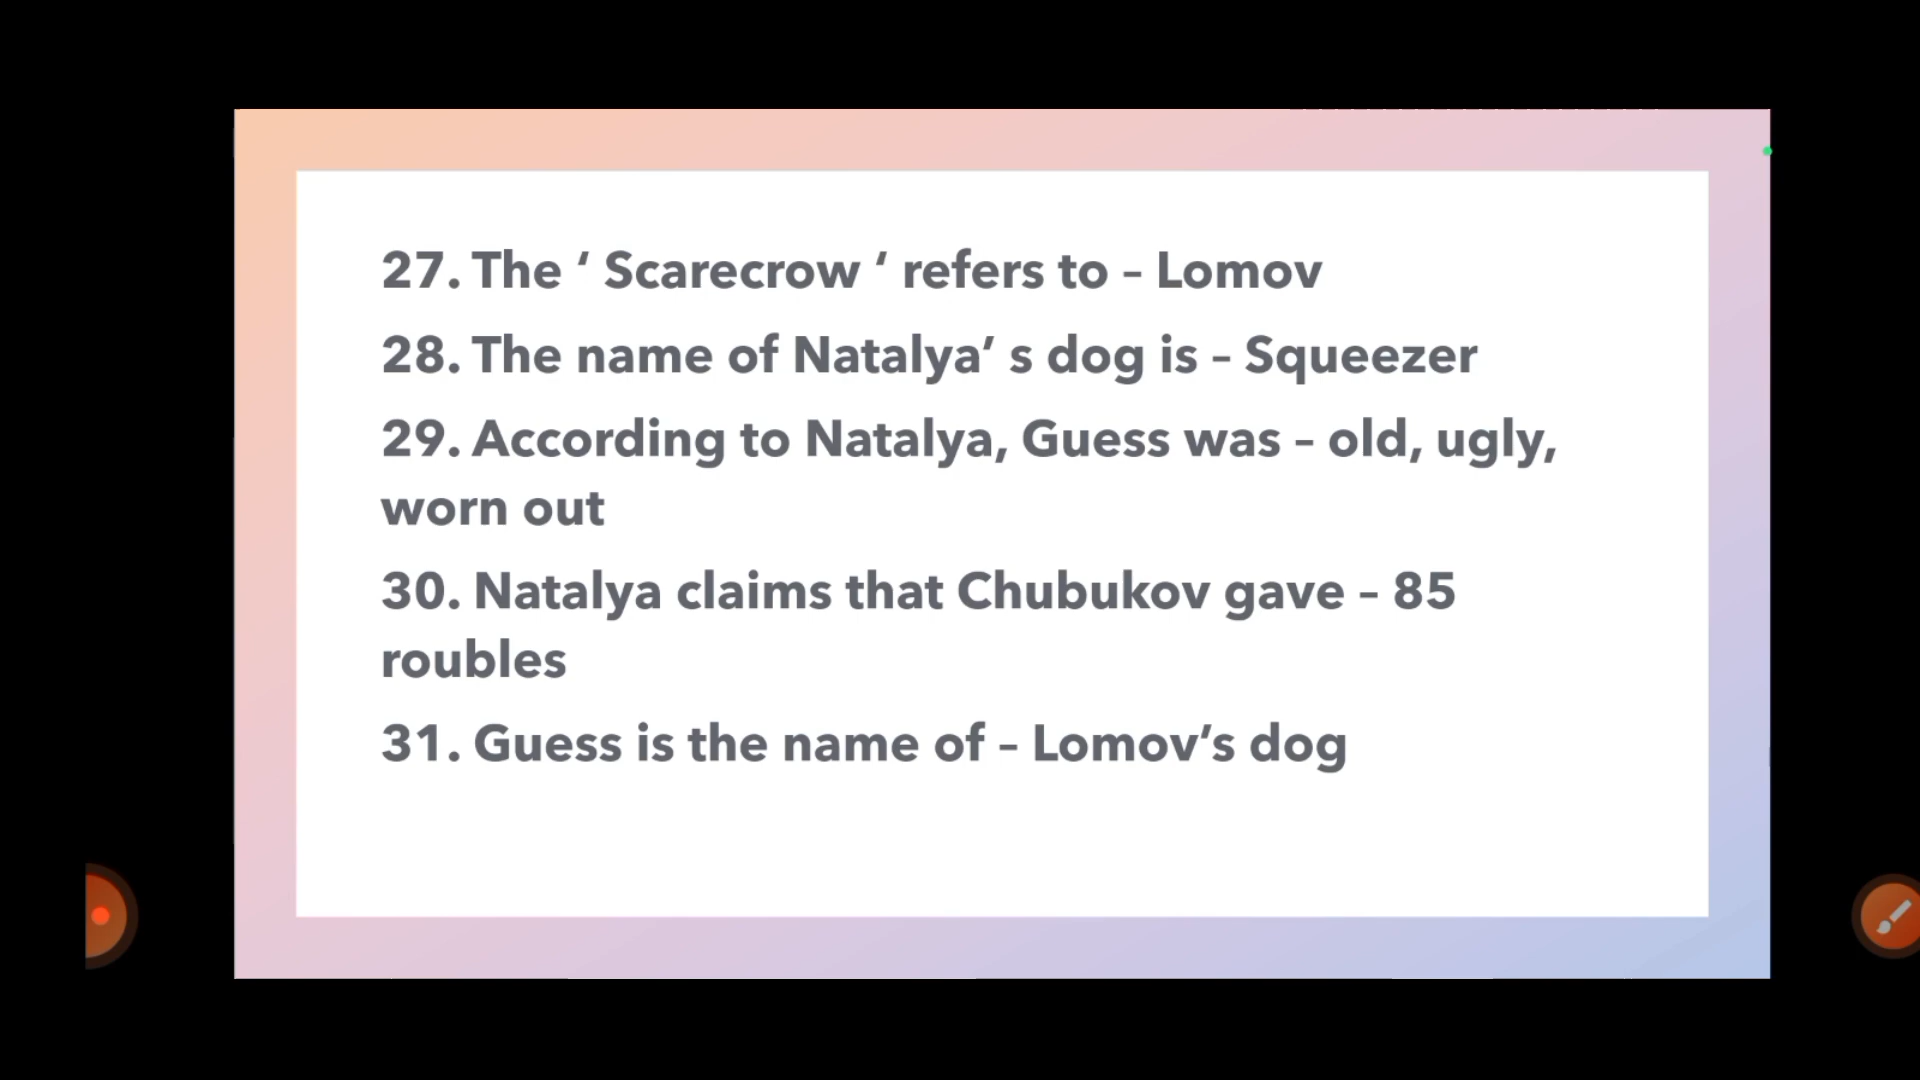 27. The ‘ Scarecrow ‘ refers to – Lomov
28. The name of Natalya’ s dog is – Squeezer
29. According to Natalya, Guess was – old, ugly,
worn out
30. Natalya claims that Chubukov gave – 85
roubles
31. Guess is the name of – Lomov’s dog